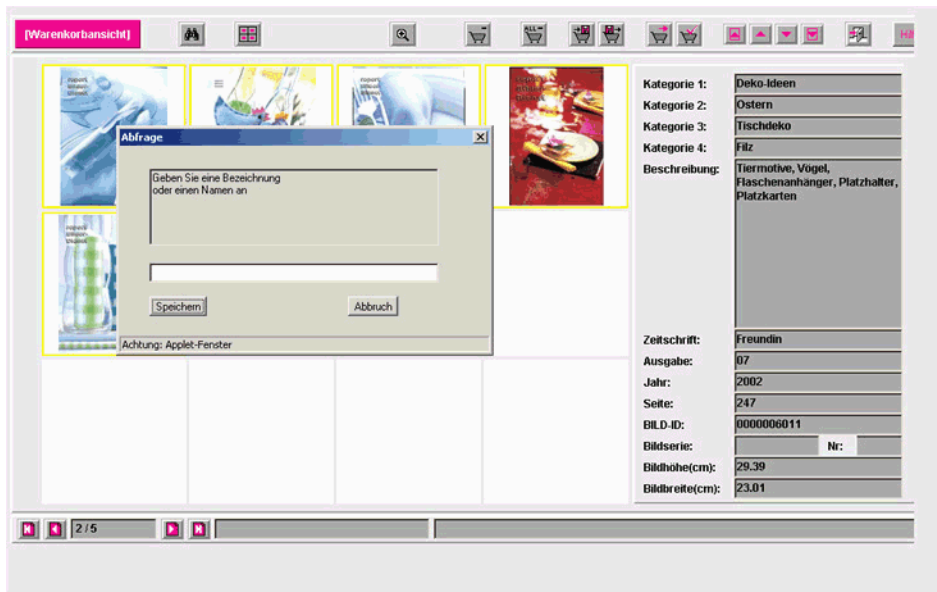 [Warenkorbansicht]
ALL
Abfrage
Geben Sie eine Bezeichnung
oder einen Namen an
Speichern
Abbruch
Achtung: Applet-Fenster
Kategorie 1: Deko-Ideen
Kategorie 2: Ostern
Kategorie 3: Tischdeko
Kategorie 4: Filz
Beschreibung: Tiermotive, Vögel,
Flaschenanhänger, Platzhalter,
Platzkarten
Zeitschrift: Freundin
Ausgabe: 07
Jahr: 2002
Seite: 247
BILD-ID: 0000006011
Bildserie: Nr:
Bildhöhe(cm): 29.39
Bildbreite(cm): 23.01
2 / 5